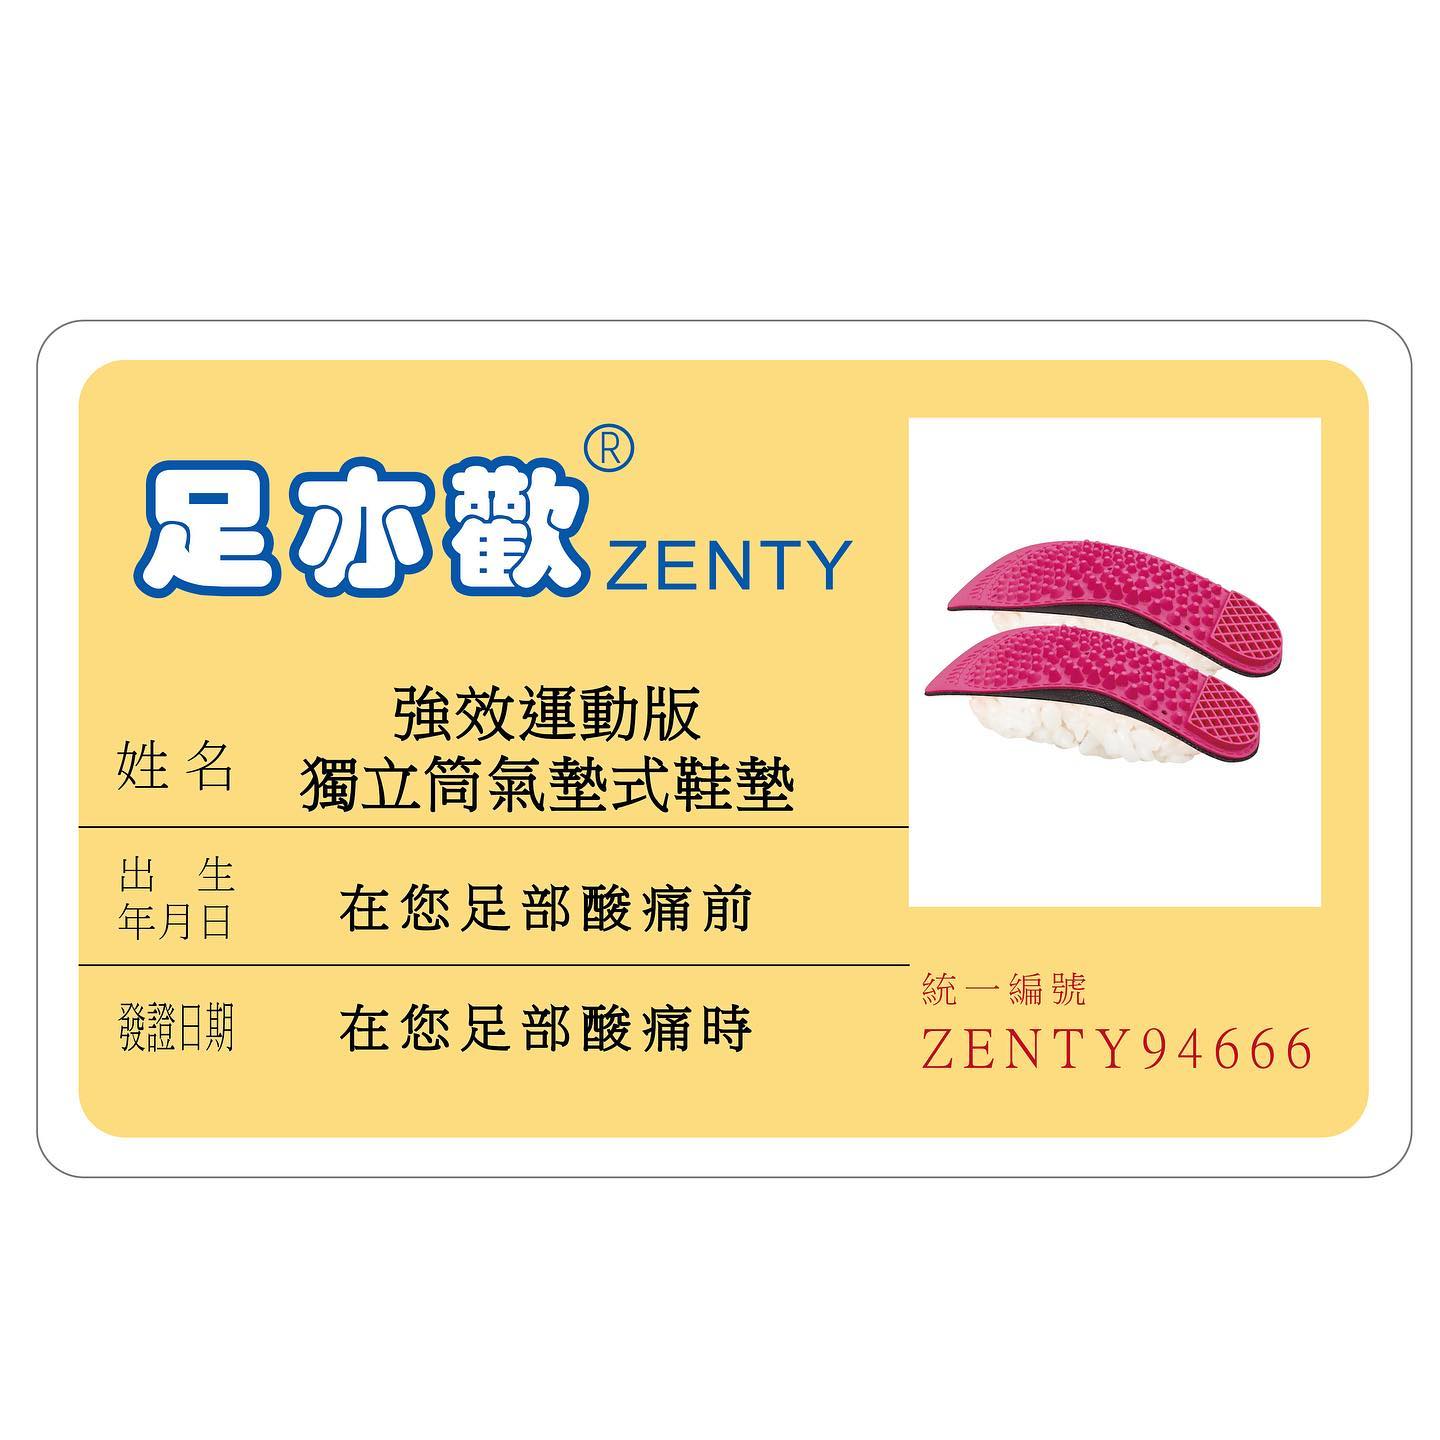 足亦歡® ZENTY
姓名
強效運動版
獨立筒氣墊式鞋墊
出生
年月日
在您足部酸痛前
發證日期
在您足部酸痛時
統一編號
ZENTY94666